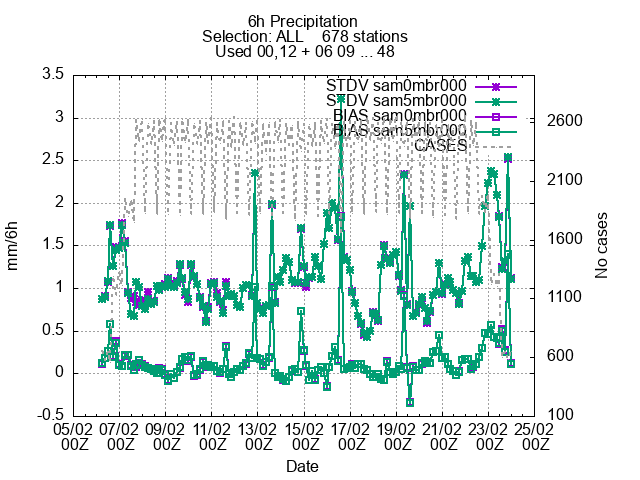 6h Precipitation
Selection: ALL 678 stations
Used 00,12 + 06 09 ... 48
3.5
3
2.5
2
1.5
1
0.5
0
-0.5
mm/6h
STDV sam0mbr000
STDV sam5mbr000
BIAS sam0mbr000
BIAS sam5mbr000
CASES
2600
2100
1600
1100
600
100
No cases
05/02 07/02 09/02 11/02 13/02 15/02 17/02 19/02 21/02 23/02 25/02
00Z 00Z 00Z 00Z 00Z 00Z 00Z 00Z 00Z 00Z 00Z
Date